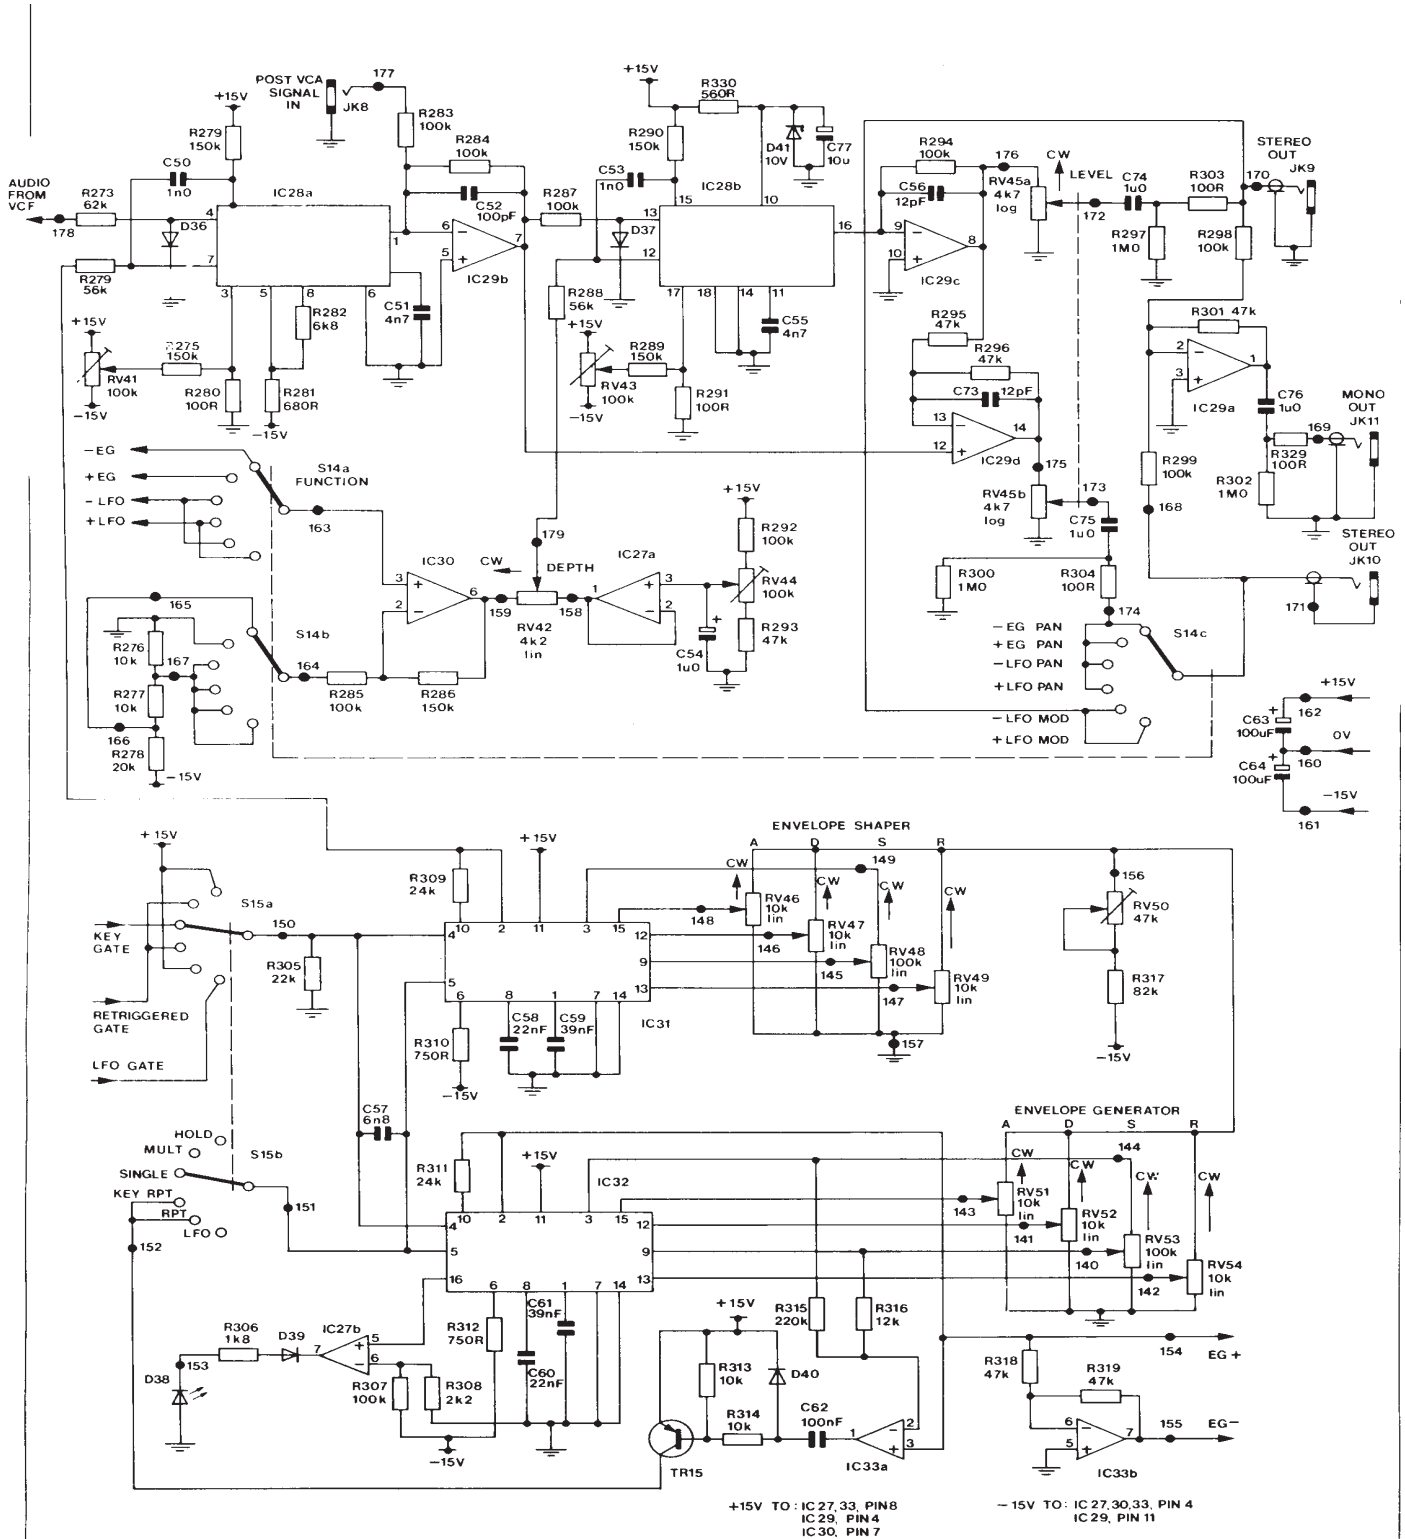 POST VCA
SIGNAL
IN
177
JK8
+15V
R279
150k
R283
100k
R284
100k
C50
1n0
AUDIO
FROM
VCF
R273
62k
178
D36
IC28a
4
7
1
3
5
8
6
C52
100pF
6
5
7
IC29b
R279
56k
R282
6k8
C51
4n7
+15V
R275
150k
RV41
100k
-15V
R280
100R
R281
680R
-15V
+15V
R330
560R
R290
150k
D41
10V
C77
10u
C53
1n0
IC28b
15
10
R287
100k
13
D37
12
16
17
18
14
11
R288
56k
C55
4n7
+15V
R289
150k
RV43
100k
-15V
R291
100R
R294
100k
176
C56
12pF
9
10
8
IC29c
RV45a
4k7
log
CW
LEVEL
172
C74
1u0
R303
100R
170
STEREO
OUT
JK9
R297
1M0
R298
100k
R295
47k
R296
47k
C73
12pF
13
12
14
IC29d
175
RV45b
4k7
log
173
C75
1u0
R301 47k
2
3
1
IC29a
C76
1u0
MONO
OUT
JK11
169
R329
100R
R302
1M0
R299
100k
168
STEREO
OUT
JK10
171
R300
1M0
R304
100R
174
-EG PAN
+EG PAN
-LFO PAN
+LFO PAN
-LFO MOD
+LFO MOD
S14c
-EG
+EG
-LFO
+LFO
S14a
FUNCTION
163
165
R276
10k
167
R277
10k
166
R278
20k
-15V
S14b
164
R285
100k
R286
150k
IC30
3
2
6
159
CW
DEPTH
179
RV42
4k2
lin
158
IC27a
1
3
2
C54
1u0
+15V
R292
100k
RV44
100k
R293
47k
+15V
162
C63
100uF
0V
160
C64
100uF
-15V
161
+15V
KEY
GATE
RETRIGGERED
GATE
LFO GATE
S15a
150
R305
22k
R309
24k
+15V
10
2
11
3
15
4
5
12
9
13
6
8
1
7
14
IC31
R310
750R
-15V
C58
22nF
C59
39nF
ENVELOPE SHAPER
A
D
S
R
149
CW
CW
CW
CW
148
146
145
147
RV46
10k
lin
RV47
10k
lin
RV48
100k
lin
RV49
10k
lin
157
156
RV50
47k
R317
82k
-15V
HOLD
MULT
SINGLE
KEY RPT
RPT
LFO
S15b
151
152
C57
6n8
R311
24k
+15V
IC32
10
2
11
3
15
4
5
16
12
9
13
6
8
1
7
14
R312
750R
C61
39nF
C60
22nF
ENVELOPE GENERATOR
A
D
S
R
144
CW
CW
CW
CW
143
141
140
142
RV51
10k
lin
RV52
10k
lin
RV53
100k
lin
RV54
10k
lin
R306
1k8
D39
IC27b
7
5
6
153
D38
R307
100k
R308
2k2
-15V
+15V
R313
10k
D40
R314
10k
C62
100nF
TR15
R315
220k
R316
12k
1
2
3
IC33a
154
EG+
R318
47k
R319
47k
6
5
7
155
EG-
IC33b
+15V TO: IC27,33, PIN8
IC29, PIN4
IC30, PIN 7
-15V TO: IC27,30,33, PIN 4
IC29, PIN 11